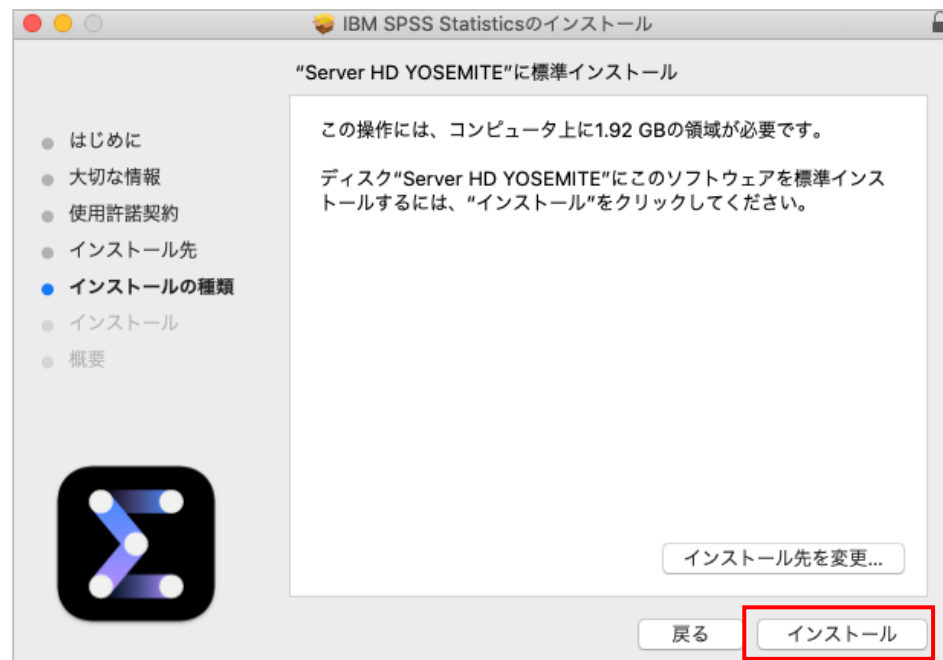 IBM SPSS Statisticsのインストール
“Server HD YOSEMITE”に標準インストール
はじめに
大切な情報
使用許諾契約
インストール先
インストールの種類
インストール
概要
この操作には、コンピュータ上に1.92 GBの領域が必要です。
ディスク“Server HD YOSEMITE”にこのソフトウェアを標準インス
トールするには、“インストール”をクリックしてください。
インストール先を変更...
戻る
インストール